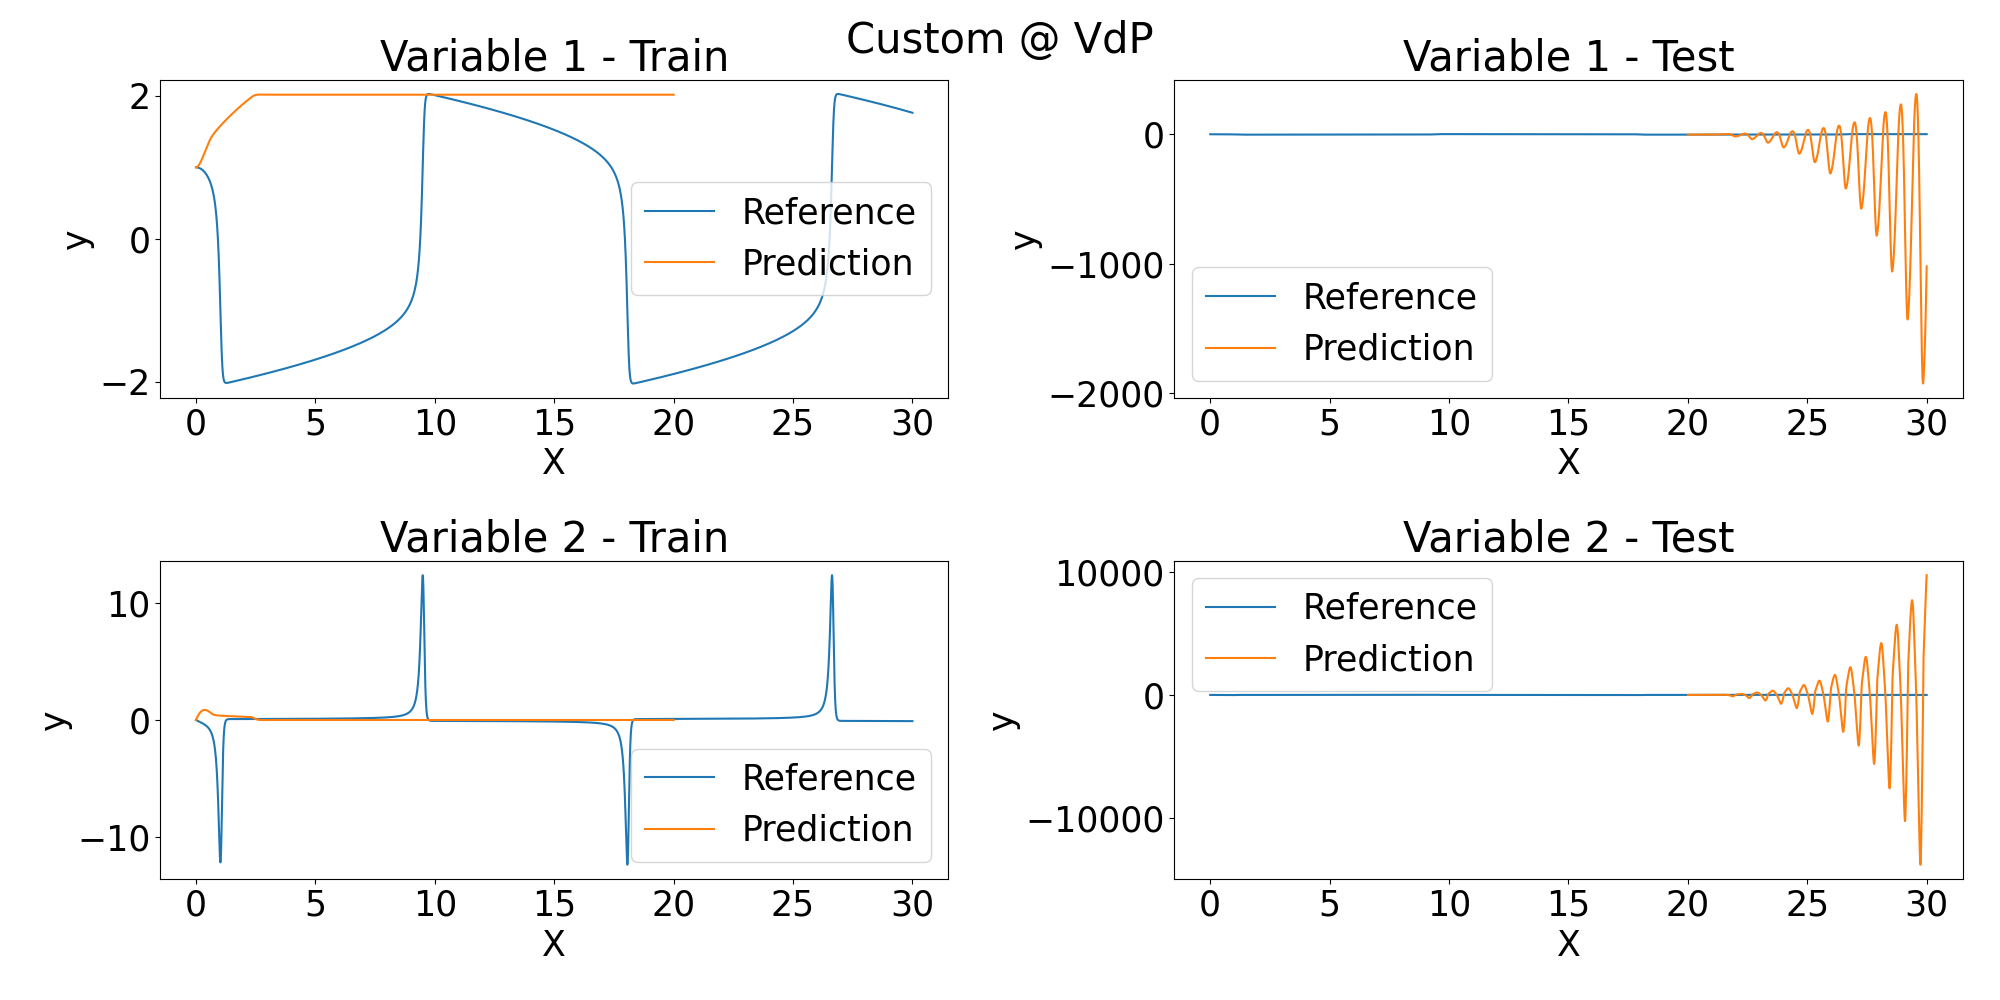 Custom @ VdP
Variable 1 - Train
2
0
−2
y
0 5 10 15 20 25 30
X
Reference
Prediction
Variable 1 - Test
0
−1000
−2000
y
0 5 10 15 20 25 30
X
Reference
Prediction
Variable 2 - Train
10
0
−10
y
0 5 10 15 20 25 30
X
Reference
Prediction
Variable 2 - Test
10000
0
−10000
y
0 5 10 15 20 25 30
X
Reference
Prediction